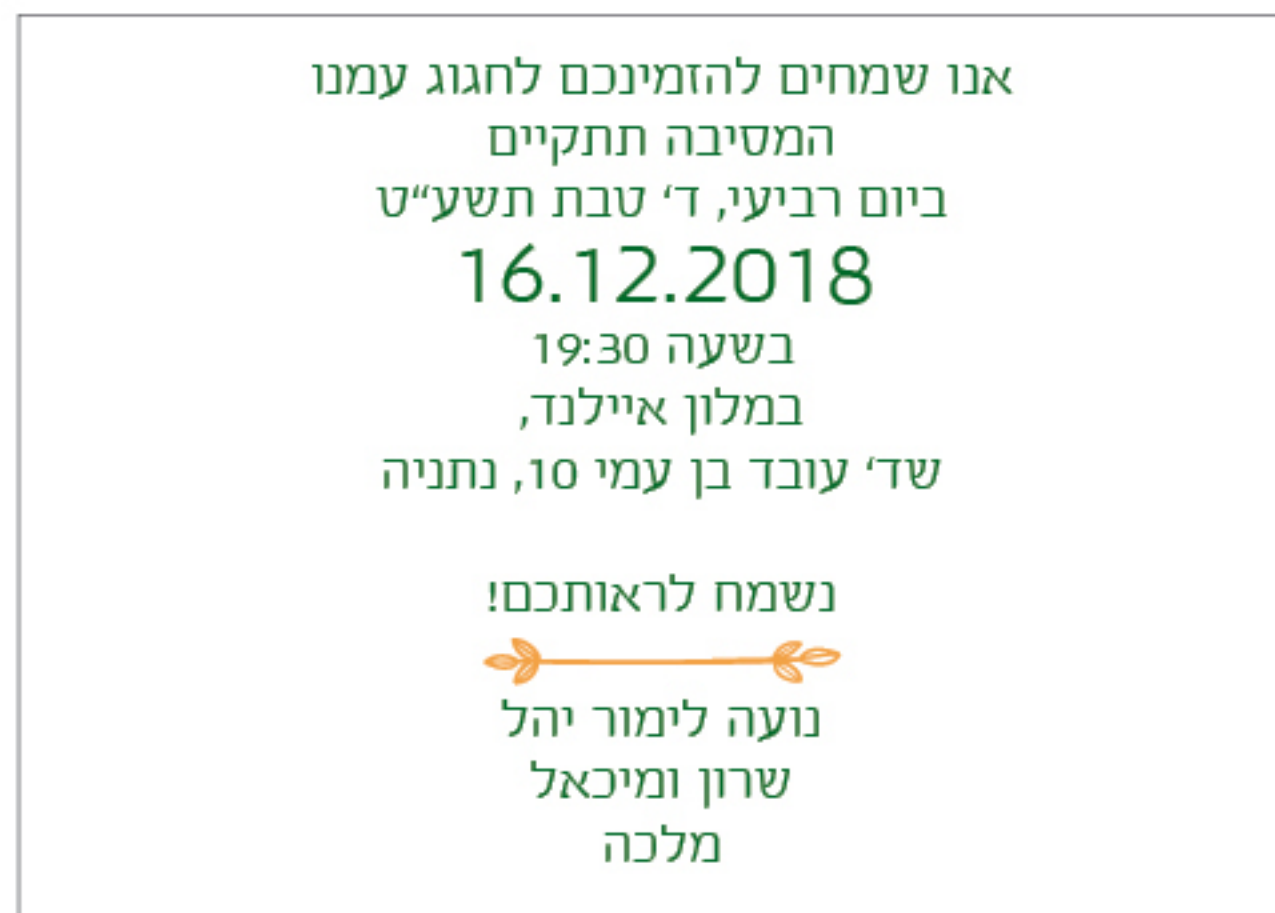 אנו שמחים להזמינכם לחגוג עמנו
המסיבה תתקיים
ביום רביעי, ד' טבת תשע"ט
16.12.2018
בשעה 19:30
במלון איילנד,
שד' עובד בן עמי 10, נתניה
נשמח לראותכם!
נועה לימור יהל
שרון ומיכאל
מלכה